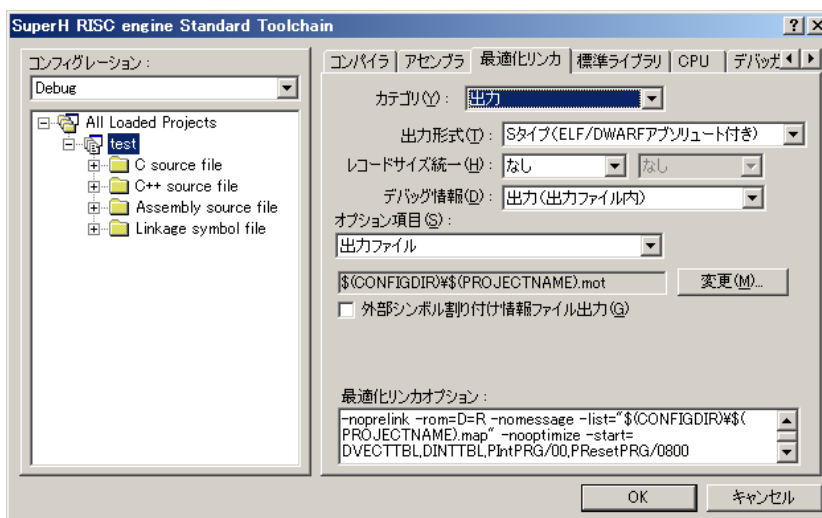 SuperH RISC engine Standard Toolchain
コンフィグレーション :
Debug
All Loaded Projects
test
C source file
C++ source file
Assembly source file
Linkage symbol file
コンパイラ アセンブラ 最適化リンカ 標準ライブラリ CPU デバッガ
カテゴリ(Y) : 出力
出力形式(T) : Sタイプ(ELF/DWARFアブソリュート付き)
レコードサイズ統一(H) : なし なし
デバッグ情報(D) : 出力(出力ファイル内)
オプション項目(S) :
出力ファイル
$(CONFIGDIR)¥$(PROJECTNAME).mot 変更(M)...
外部シンボル割り付け情報ファイル出力(G)
最適化リンカオプション :
-noprelink -rom=D=R -nomessage -list="$(CONFIGDIR)¥$(
PROJECTNAME).map" -nooptimize -start=
DVECTTBL,DINTTBL,PIntPRG/00,PResetPRG/0800
OK キャンセル